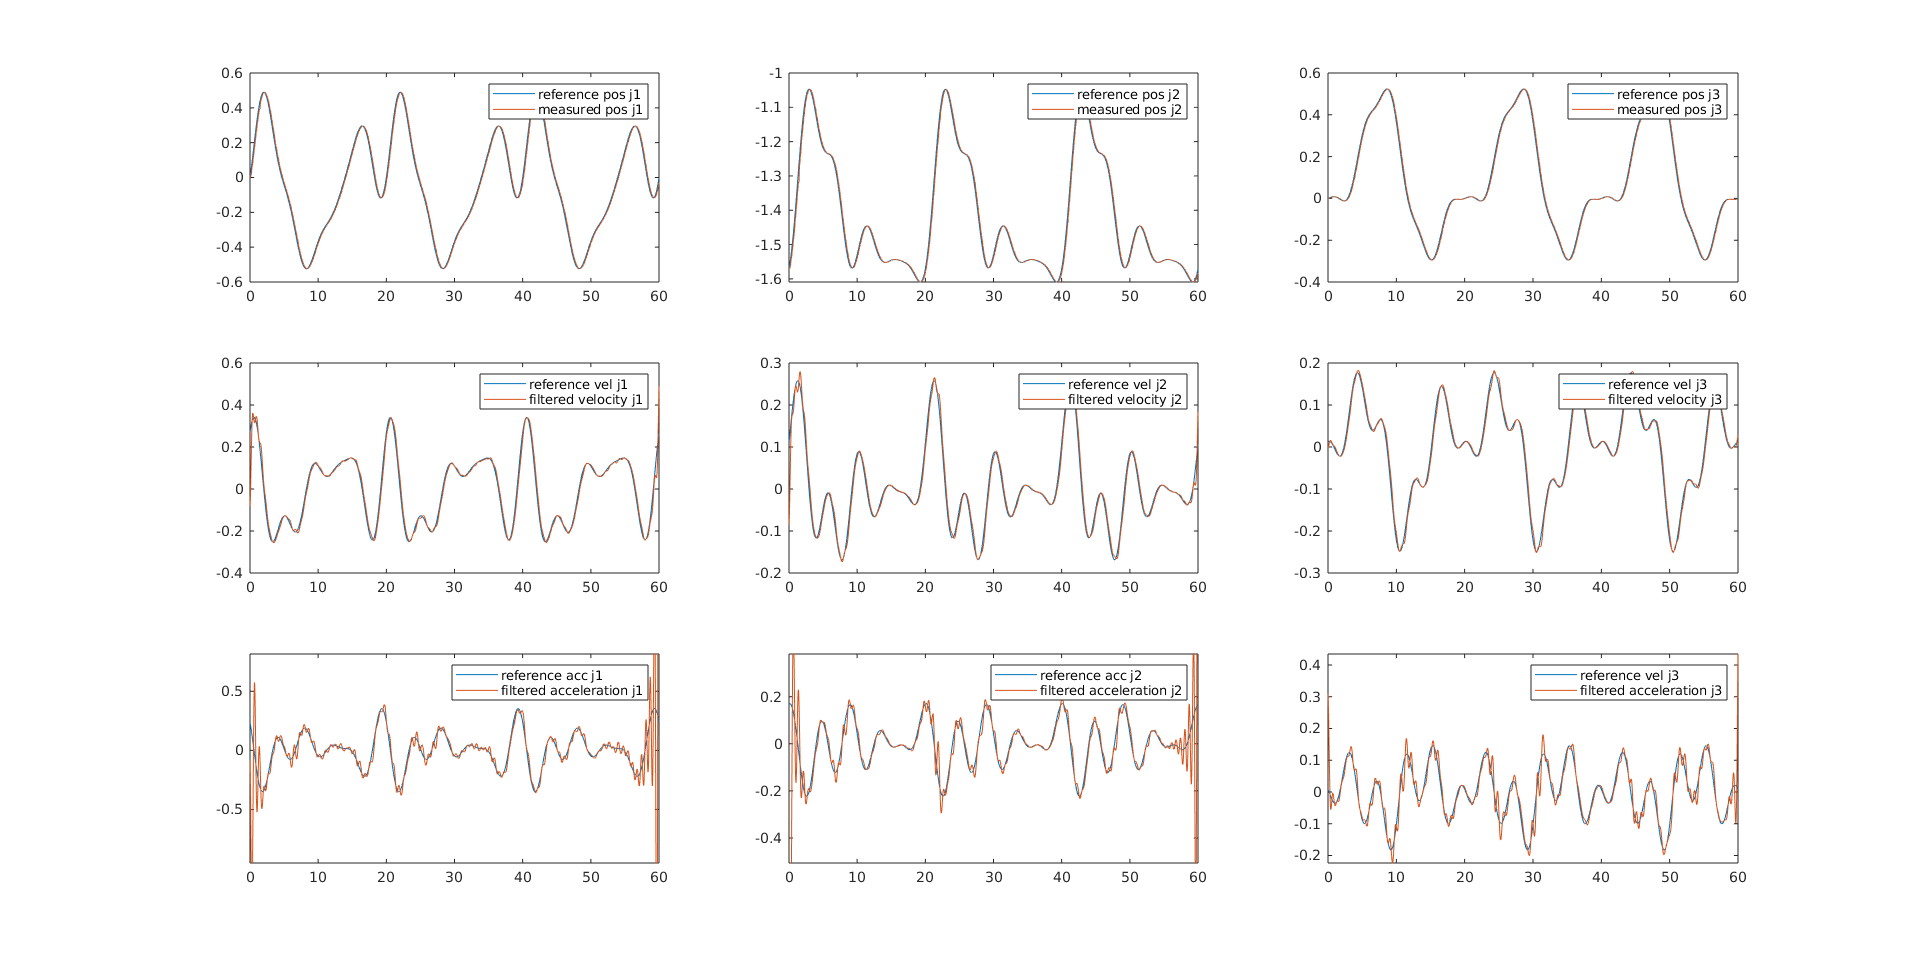 0.6
0.4
0.2
0
-0.2
-0.4
-0.6
0 10 20 30 40 50 60
reference pos j1
measured pos j1
-1
-1.1
-1.2
-1.3
-1.4
-1.5
-1.6
0 10 20 30 40 50 60
reference pos j2
measured pos j2
0.6
0.4
0.2
0
-0.2
-0.4
0 10 20 30 40 50 60
reference pos j3
measured pos j3
0.6
0.4
0.2
0
-0.2
-0.4
0 10 20 30 40 50 60
reference vel j1
filtered velocity j1
0.3
0.2
0.1
0
-0.1
-0.2
0 10 20 30 40 50 60
reference vel j2
filtered velocity j2
0.2
0.1
0
-0.1
-0.2
-0.3
0 10 20 30 40 50 60
reference vel j3
filtered velocity j3
0.5
0
-0.5
0 10 20 30 40 50 60
reference acc j1
filtered acceleration j1
0.2
0
-0.2
-0.4
0 10 20 30 40 50 60
reference acc j2
filtered acceleration j2
0.4
0.3
0.2
0.1
0
-0.1
-0.2
0 10 20 30 40 50 60
reference vel j3
filtered acceleration j3